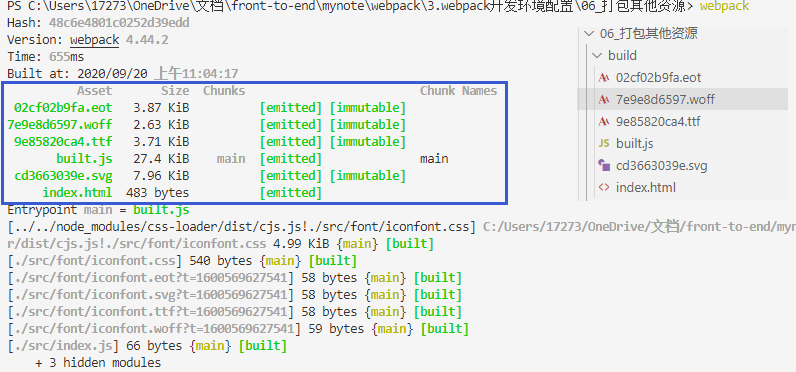 PS C:\Users\17273\OneDrive\文档\front-to-end\mynote\webpack\3.webpack开发环境配置\06_打包其他资源> webpack
Hash: 48c6e4801c0252d39edd
Version: webpack 4.44.2
Time: 655ms
Built at: 2020/09/20 上午11:04:17
Asset Size Chunks Chunk Names
02cf02b9fa.eot 3.87 KiB [emitted] [immutable]
7e9e8d6597.woff 2.63 KiB [emitted] [immutable]
9e85820ca4.ttf 3.71 KiB [emitted] [immutable]
built.js 27.4 KiB main [emitted] main
cd3663039e.svg 7.96 KiB [emitted] [immutable]
index.html 483 bytes [emitted]
Entrypoint main = built.js
[../../node_modules/css-loader/dist/cjs.js!./src/font/iconfont.css] C:/Users/17273/OneDrive/文档/front-to-end/myn
r/dist/cjs.js!./src/font/iconfont.css 4.99 KiB {main} [built]
[./src/font/iconfont.css] 540 bytes {main} [built]
[./src/font/iconfont.eot?t=1600569627541] 58 bytes {main} [built]
[./src/font/iconfont.svg?t=1600569627541] 58 bytes {main} [built]
[./src/font/iconfont.ttf?t=1600569627541] 58 bytes {main} [built]
[./src/font/iconfont.woff?t=1600569627541] 59 bytes {main} [built]
[./src/index.js] 66 bytes {main} [built]
+ 3 hidden modules
06_打包其他资源
build
02cf02b9fa.eot
7e9e8d6597.woff
9e85820ca4.ttf
JS built.js
cd3663039e.svg
<> index.html